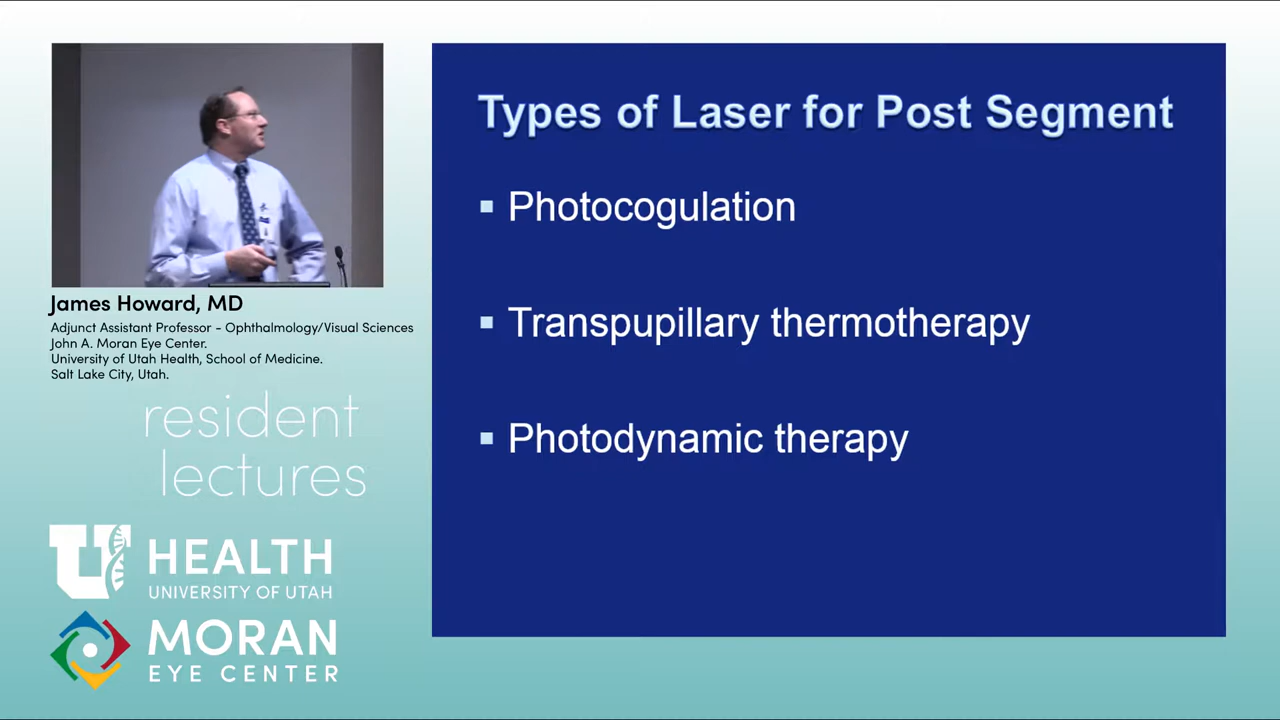 James Howard, MD
Adjunct Assistant Professor - Ophthalmology/Visual Sciences
John A. Moran Eye Center.
University of Utah Health, School of Medicine.
Salt Lake City, Utah.
resident
lectures
U HEALTH
UNIVERSITY OF UTAH
MORAN
EYE CENTER
Types of Laser for Post Segment
▪ Photocogulation
▪ Transpupillary thermotherapy
▪ Photodynamic therapy